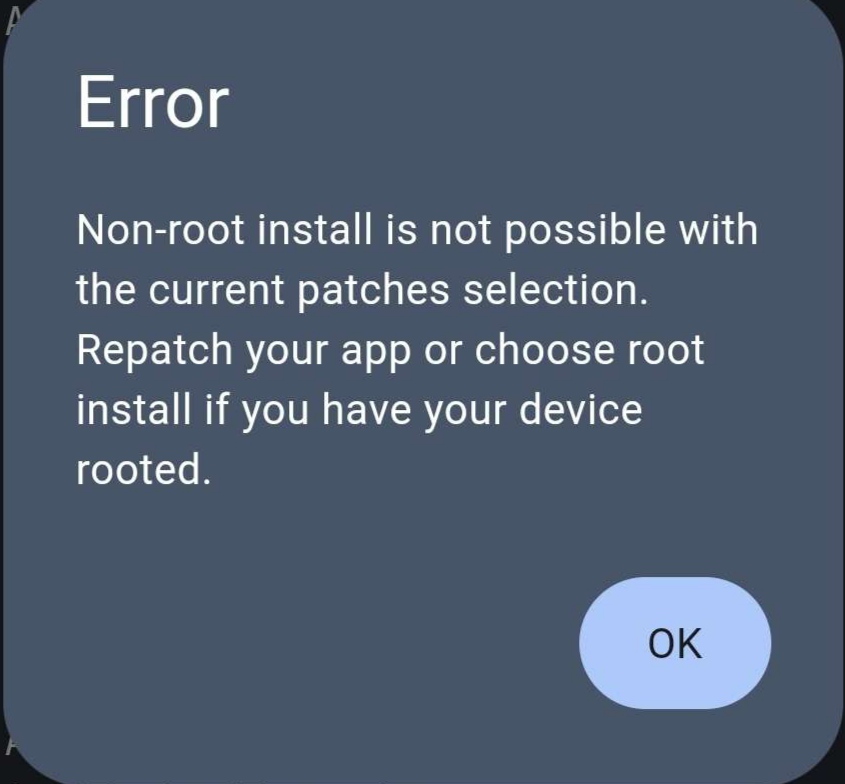 Error
Non-root install is not possible with
the current patches selection.
Repatch your app or choose root
install if you have your device
rooted.
OK